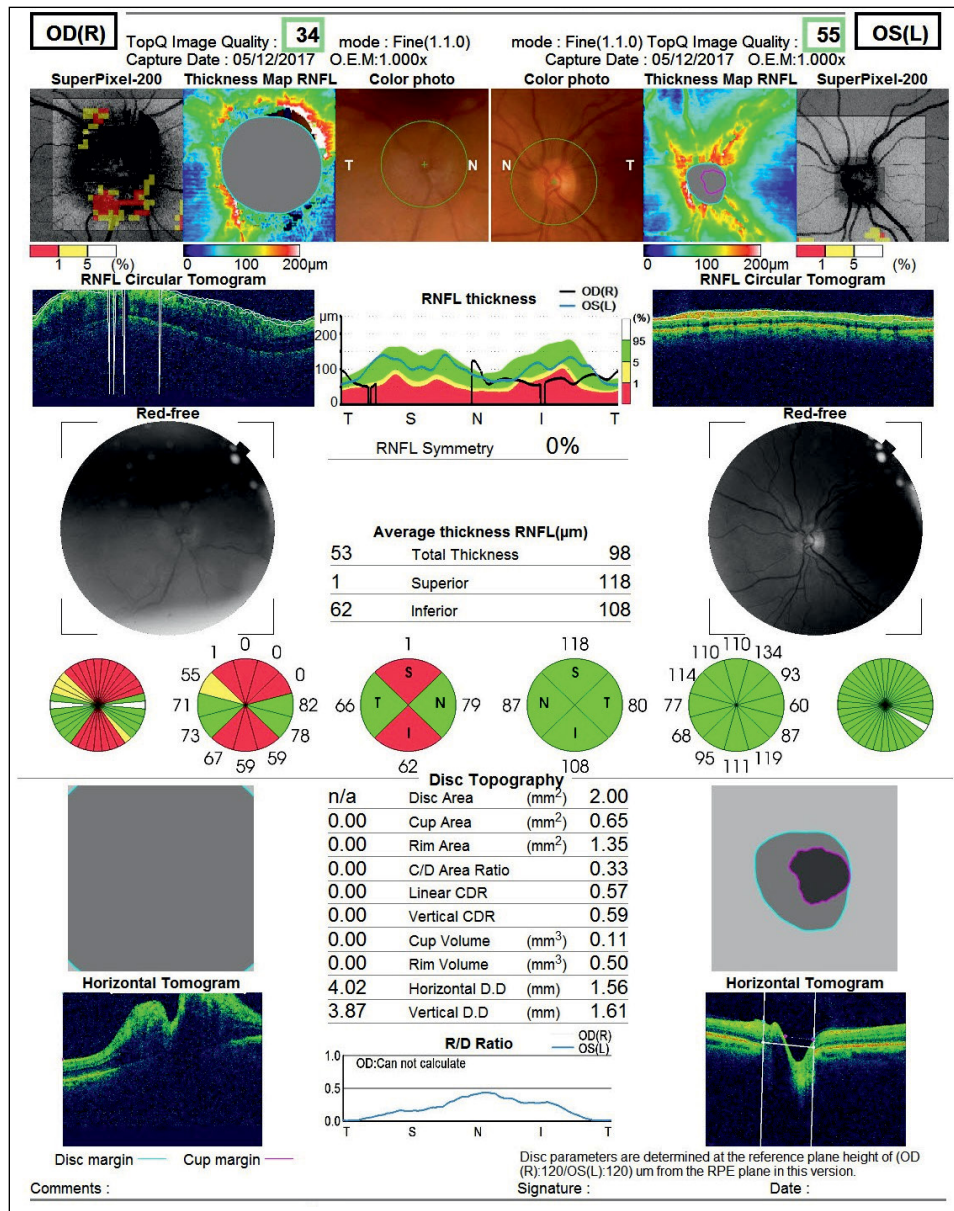 OD(R) TopQ Image Quality : 34 mode : Fine(1.1.0) mode : Fine(1.1.0) TopQ Image Quality : 55 OS(L)
Capture Date : 05/12/2017 O.E.M:1.000x Capture Date : 05/12/2017 O.E.M:1.000x
SuperPixel-200 Thickness Map RNFL Color photo Color photo Thickness Map RNFL SuperPixel-200
T N N T
1 5 (%) 0 100 200µm 0 100 200µm 1 5 (%)
RNFL Circular Tomogram RNFL thickness OD(R) RNFL Circular Tomogram
OS(L)
µm (%)
200 95
100 5
0 1
T S N I T
Red-free Red-free
RNFL Symmetry 0%
Average thickness RNFL(µm)
53 Total Thickness 98
1 Superior 118
62 Inferior 108
1 0 0 0 82 78 59 59 67 73 71 55
1 S 66 T N 79 I 62
118 S 87 N T 80 I 108
110 110 134 93 60 87 119 111 95 68 77 114
Disc Topography
n/a Disc Area (mm2) 2.00
0.00 Cup Area (mm2) 0.65
0.00 Rim Area (mm2) 1.35
0.00 C/D Area Ratio 0.33
0.00 Linear CDR 0.57
0.00 Vertical CDR 0.59
0.00 Cup Volume (mm3) 0.11
0.00 Rim Volume (mm3) 0.50
4.02 Horizontal D.D (mm) 1.56
3.87 Vertical D.D (mm) 1.61
Horizontal Tomogram Horizontal Tomogram
R/D Ratio OD(R)
OS(L)
1.0 OD:Can not calculate
0.5
0.0
T S N I T
Disc margin Cup margin
Disc parameters are determined at the reference plane height of (OD
(R):120/OS(L):120) um from the RPE plane in this version.
Comments : Signature : Date :